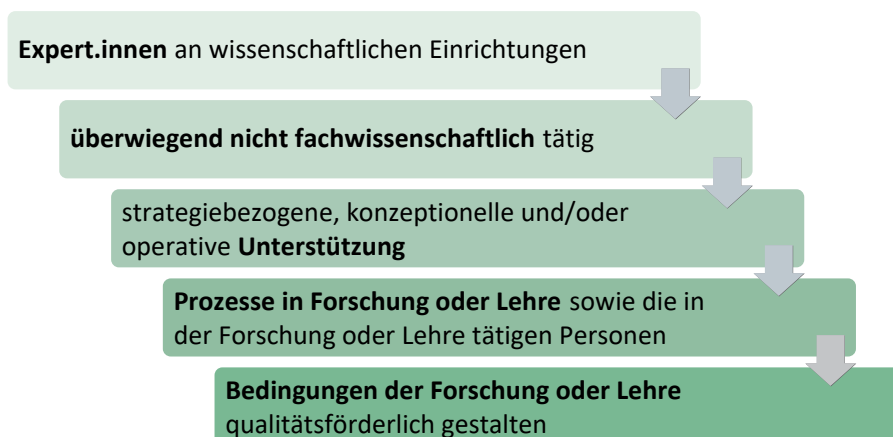 Expert.innen an wissenschaftlichen Einrichtungen
überwiegend nicht fachwissenschaftlich tätig
strategiebezogene, konzeptionelle und/oder
operative Unterstützung
Prozesse in Forschung oder Lehre sowie die in
der Forschung oder Lehre tätigen Personen
Bedingungen der Forschung oder Lehre
qualitätsförderlich gestalten